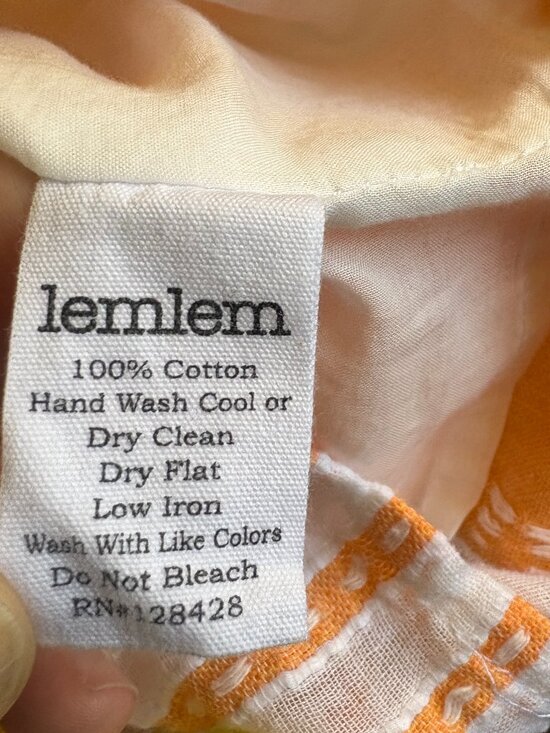 lemlem
100% Cotton
Hand Wash Cool or
Dry Clean
Dry Flat
Low Iron
Wash With Like Colors
Do Not Bleach
RN#128428